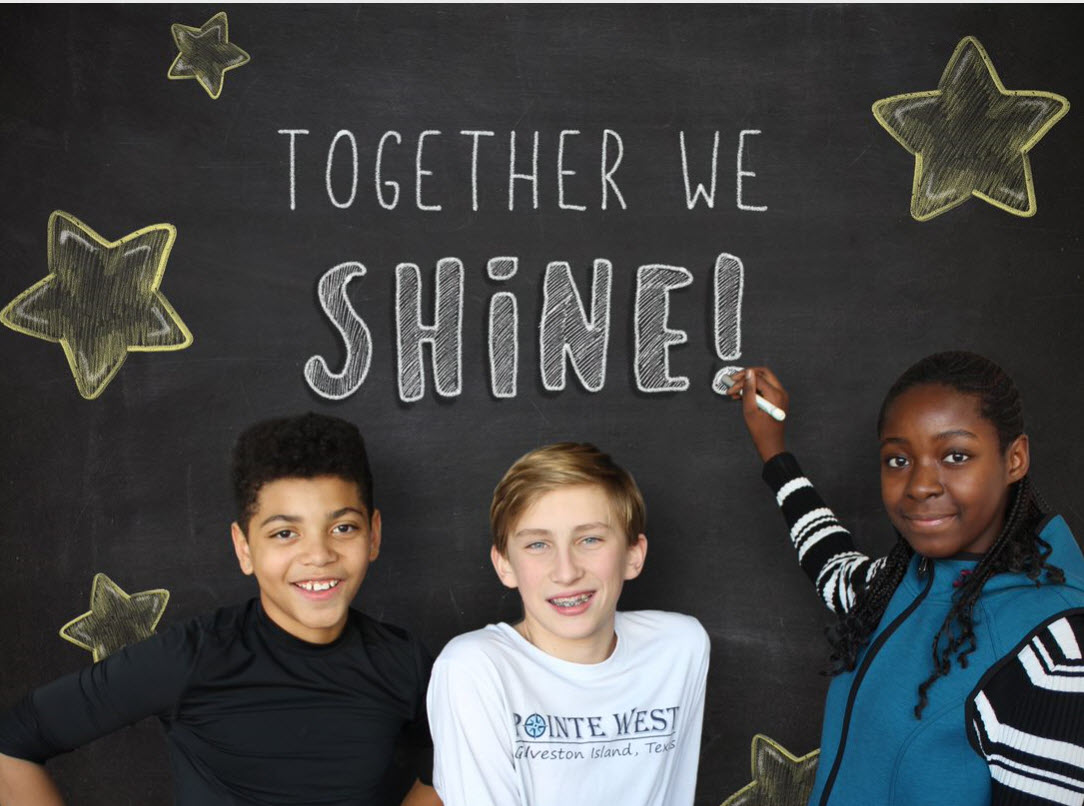 TOGETHER WE
SHiNE!
POINTE WEST
Galveston Island, Texas